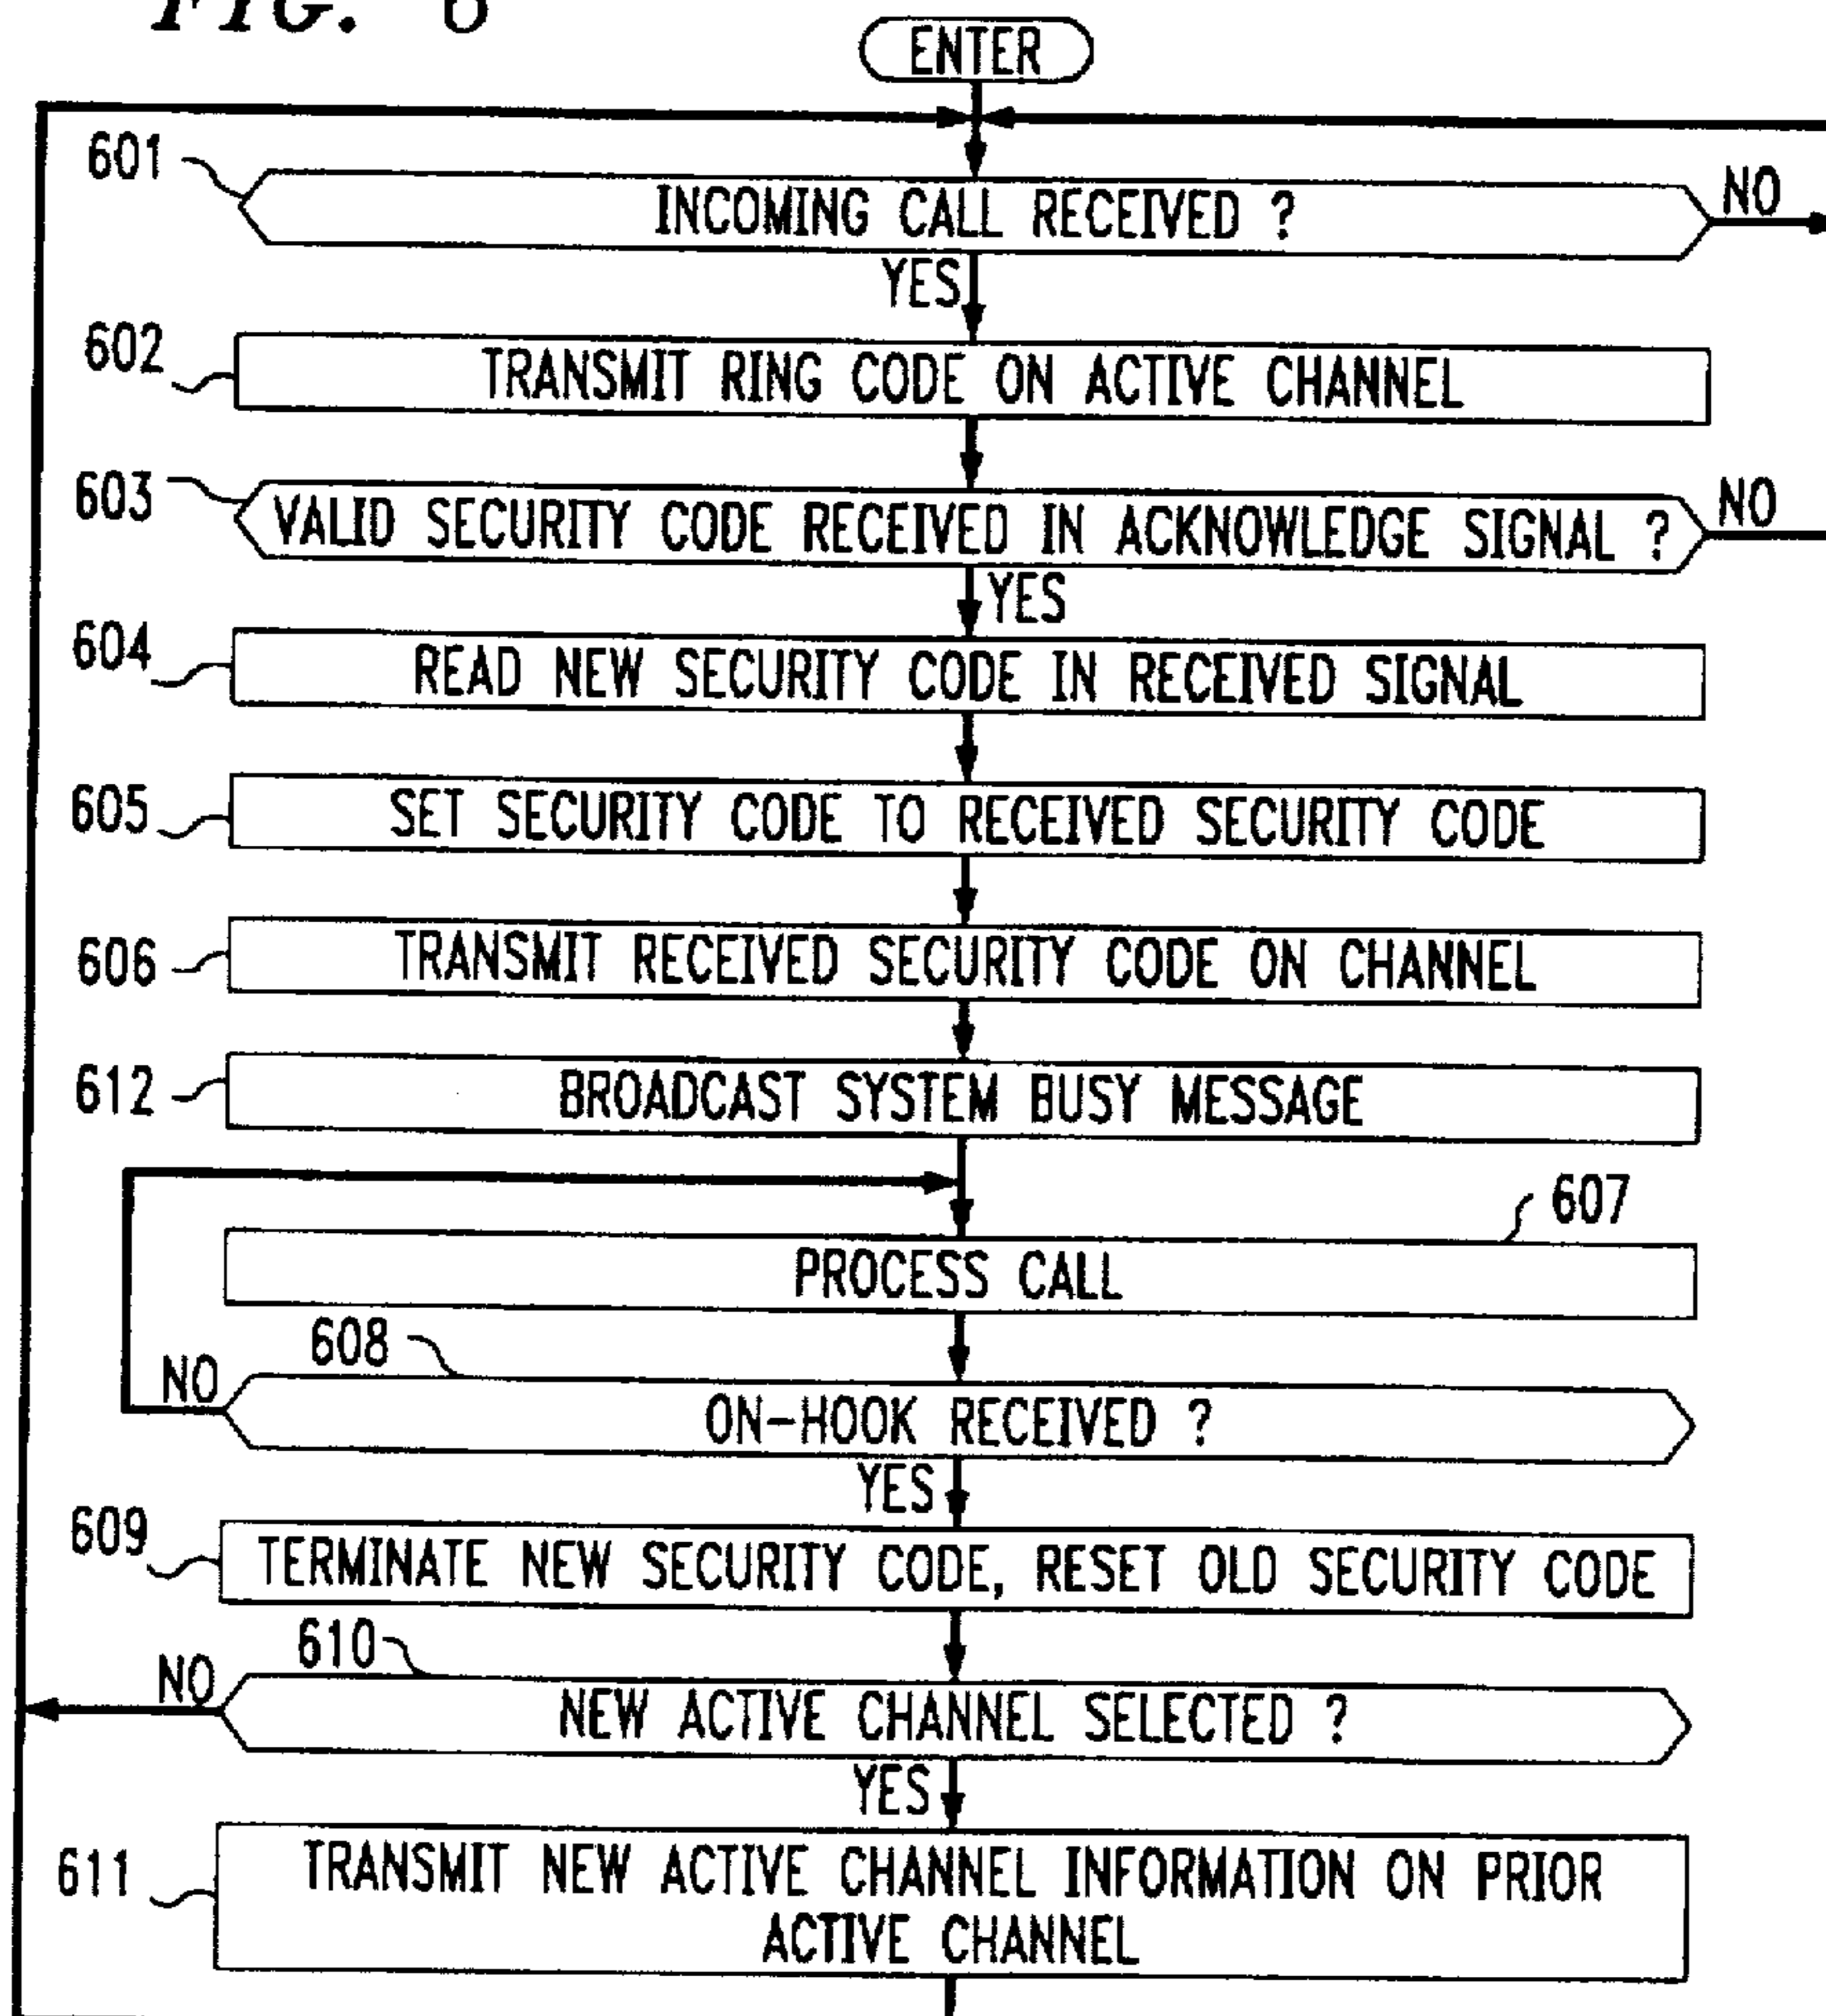 FIG. 6
ENTER
601
INCOMING CALL RECEIVED ?
NO
YES
602
TRANSMIT RING CODE ON ACTIVE CHANNEL
603
VALID SECURITY CODE RECEIVED IN ACKNOWLEDGE SIGNAL ?
NO
YES
604
READ NEW SECURITY CODE IN RECEIVED SIGNAL
605
SET SECURITY CODE TO RECEIVED SECURITY CODE
606
TRANSMIT RECEIVED SECURITY CODE ON CHANNEL
612
BROADCAST SYSTEM BUSY MESSAGE
607
PROCESS CALL
608
NO
ON-HOOK RECEIVED ?
YES
609
TERMINATE NEW SECURITY CODE, RESET OLD SECURITY CODE
610
NO
NEW ACTIVE CHANNEL SELECTED ?
YES
611
TRANSMIT NEW ACTIVE CHANNEL INFORMATION ON PRIOR
ACTIVE CHANNEL